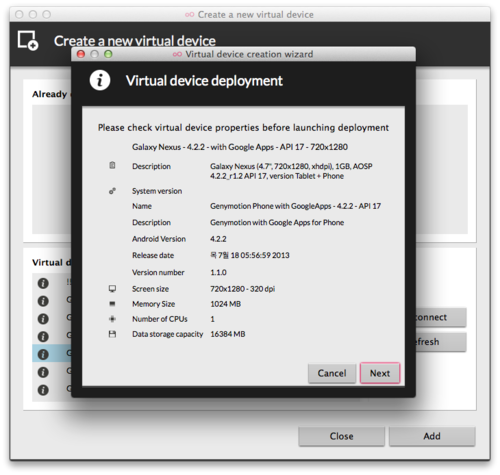 Create a new virtual device
Create a new virtual device
Already
Virtual device creation wizard
Virtual device deployment
Please check virtual device properties before launching deployment
Galaxy Nexus - 4.2.2 - with Google Apps - API 17 - 720x1280
Description Galaxy Nexus (4.7", 720x1280, xhdpi), 1GB, AOSP
4.2.2_r1.2 API 17, version Tablet + Phone
System version
Name Genymotion Phone with GoogleApps - 4.2.2 - API 17
Description Genymotion with Google Apps for Phone
Android Version 4.2.2
Release date 목 7월 18 05:56:59 2013
Version number 1.1.0
Screen size 720x1280 - 320 dpi
Memory Size 1024 MB
Number of CPUs 1
Data storage capacity 16384 MB
Cancel Next
Virtual d
onnect
efresh
Close Add